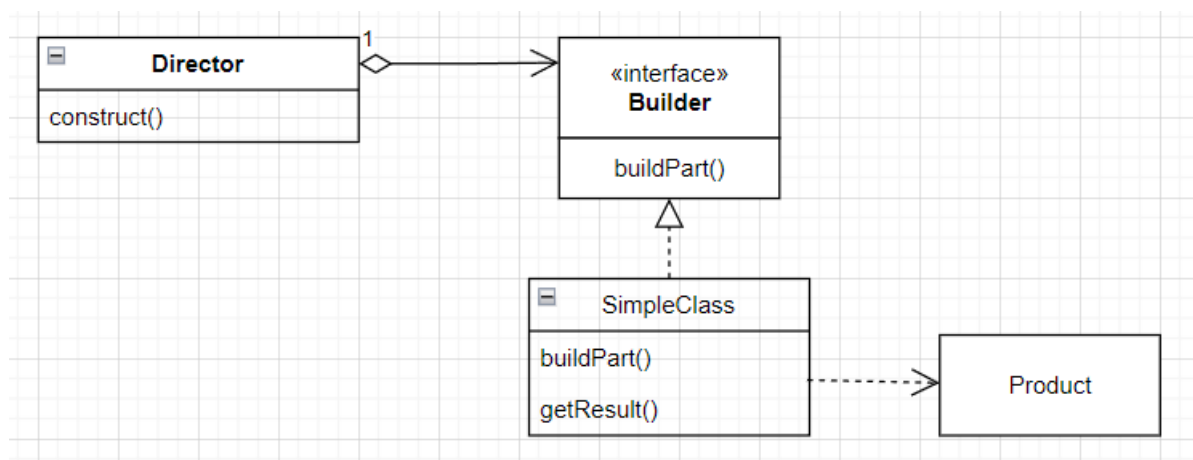 1
Director
construct()
«interface»
Builder
buildPart()
SimpleClass
buildPart()
getResult()
Product